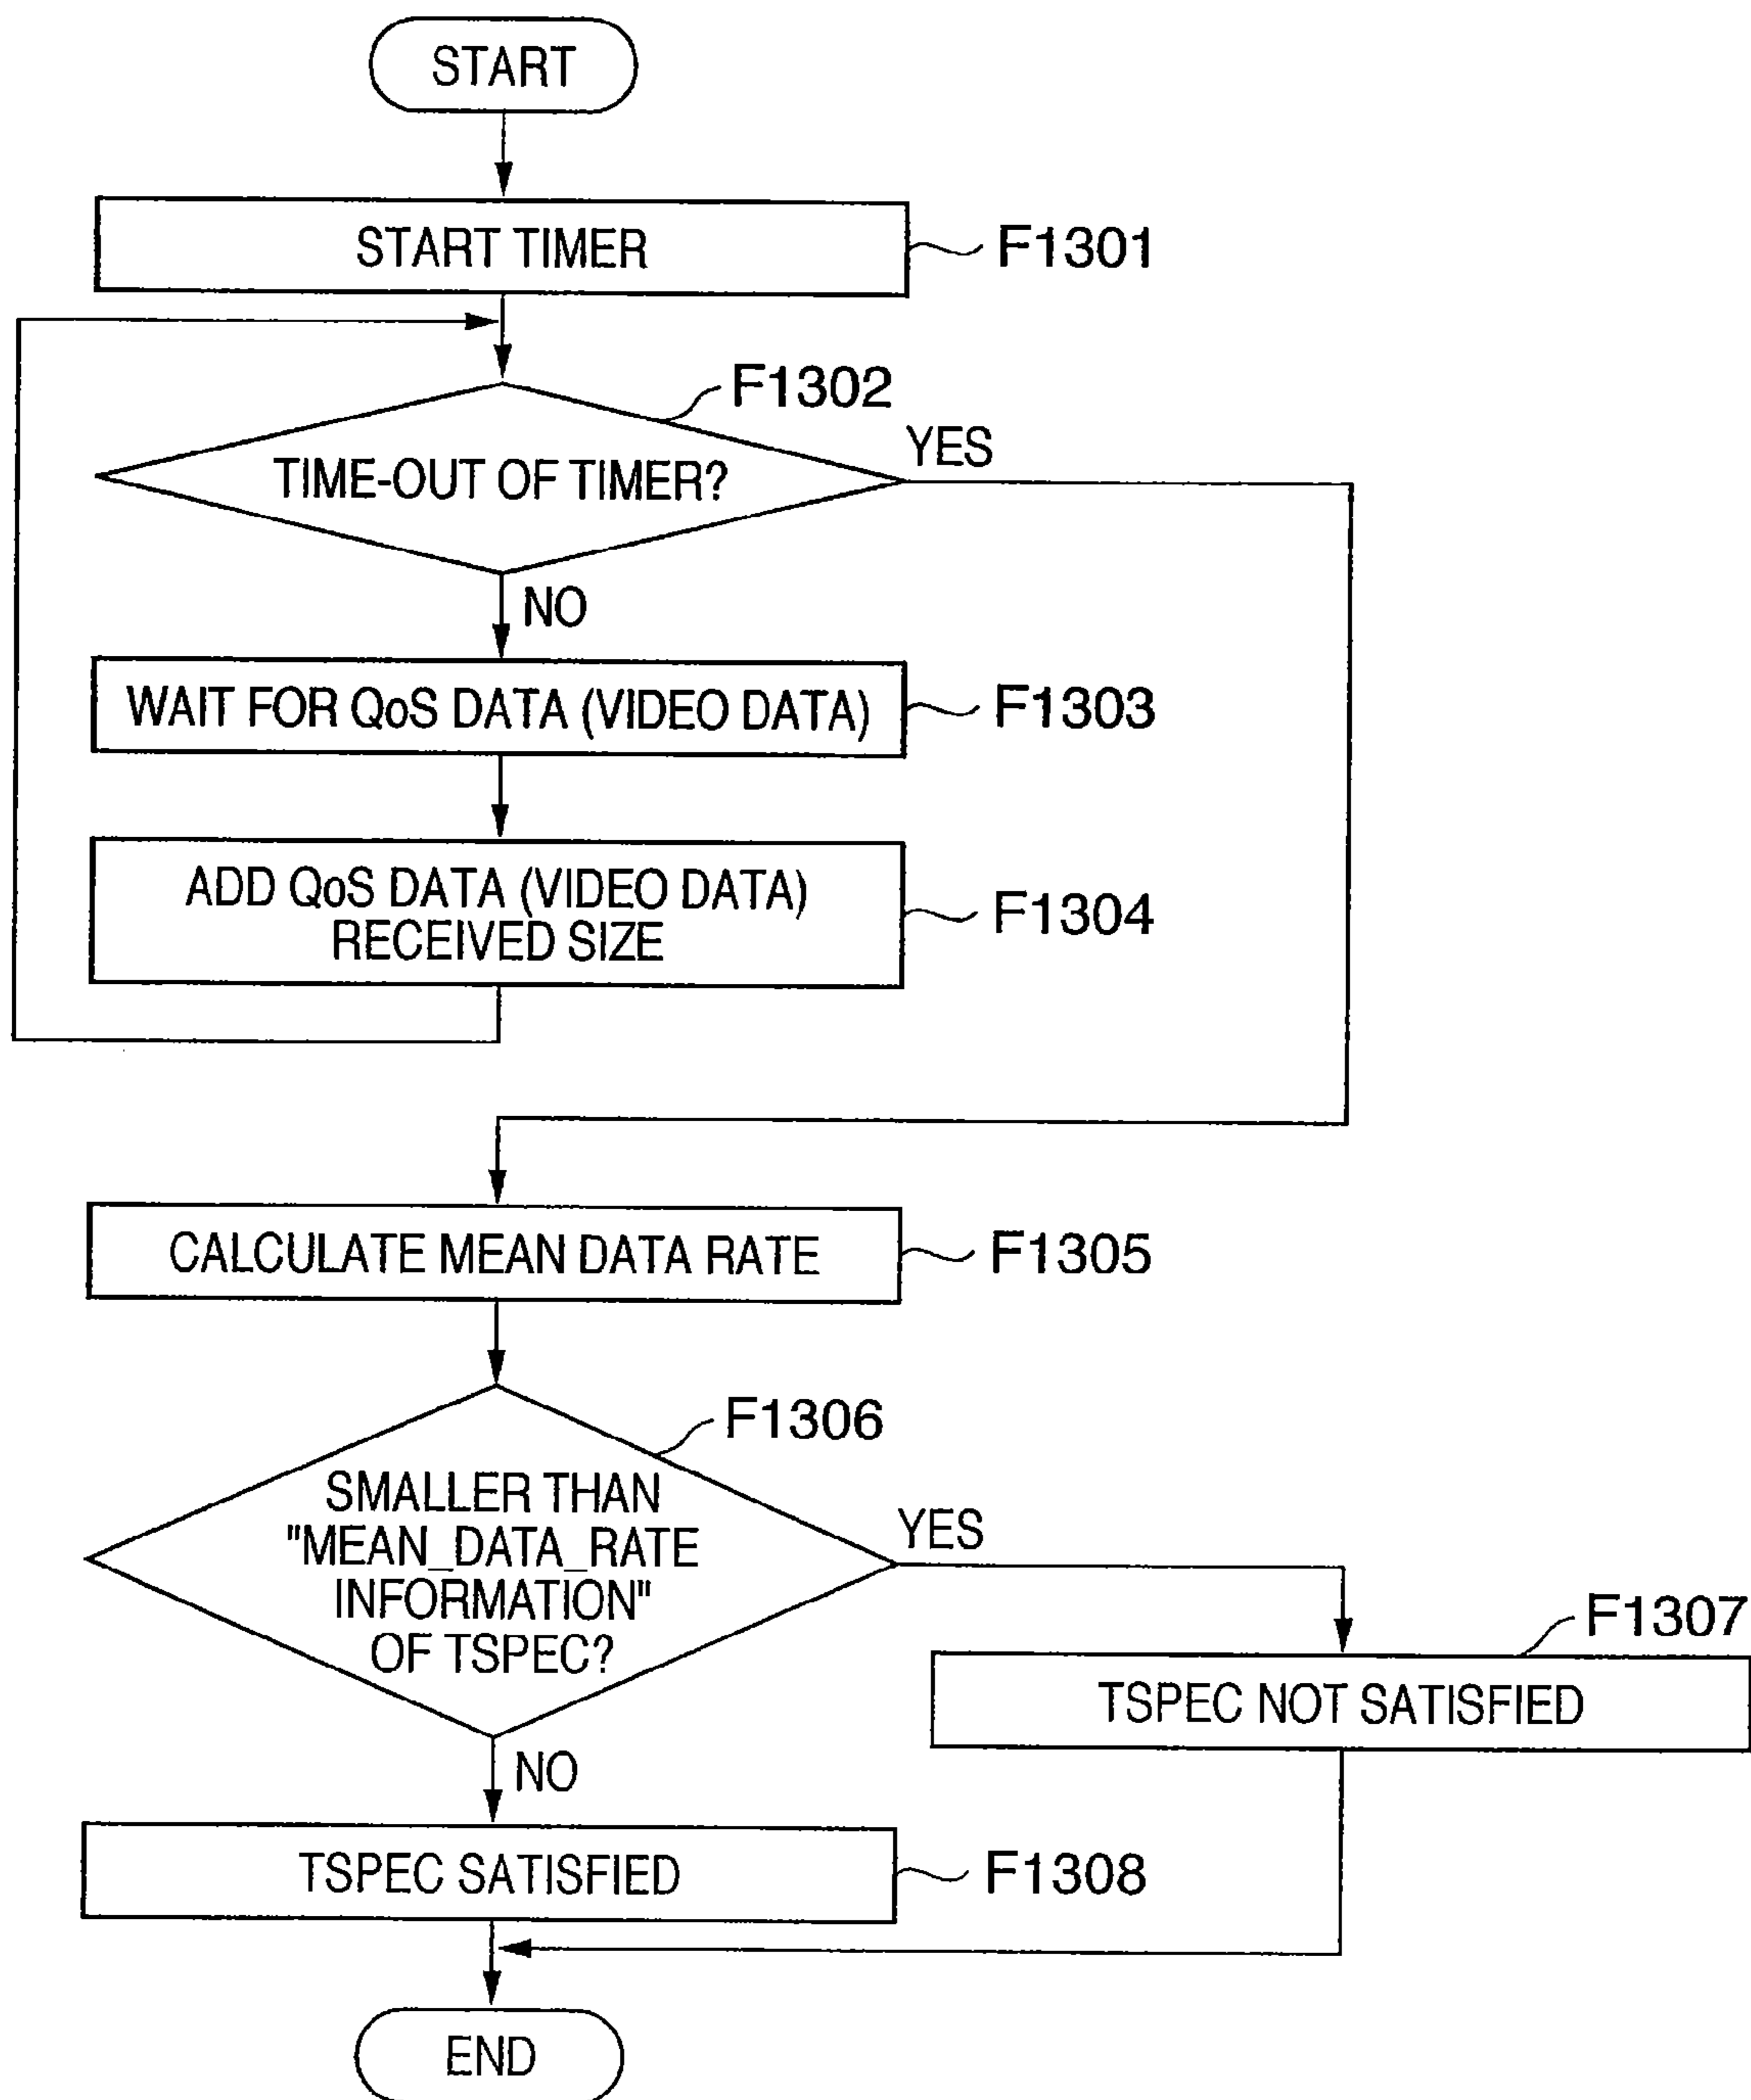 START
START TIMER
F1301
F1302
TIME-OUT OF TIMER?
YES
NO
WAIT FOR QoS DATA (VIDEO DATA)
F1303
ADD QoS DATA (VIDEO DATA)
RECEIVED SIZE
F1304
CALCULATE MEAN DATA RATE
F1305
F1306
SMALLER THAN
"MEAN_DATA_RATE
INFORMATION"
OF TSPEC?
YES
F1307
TSPEC NOT SATISFIED
NO
TSPEC SATISFIED
F1308
END